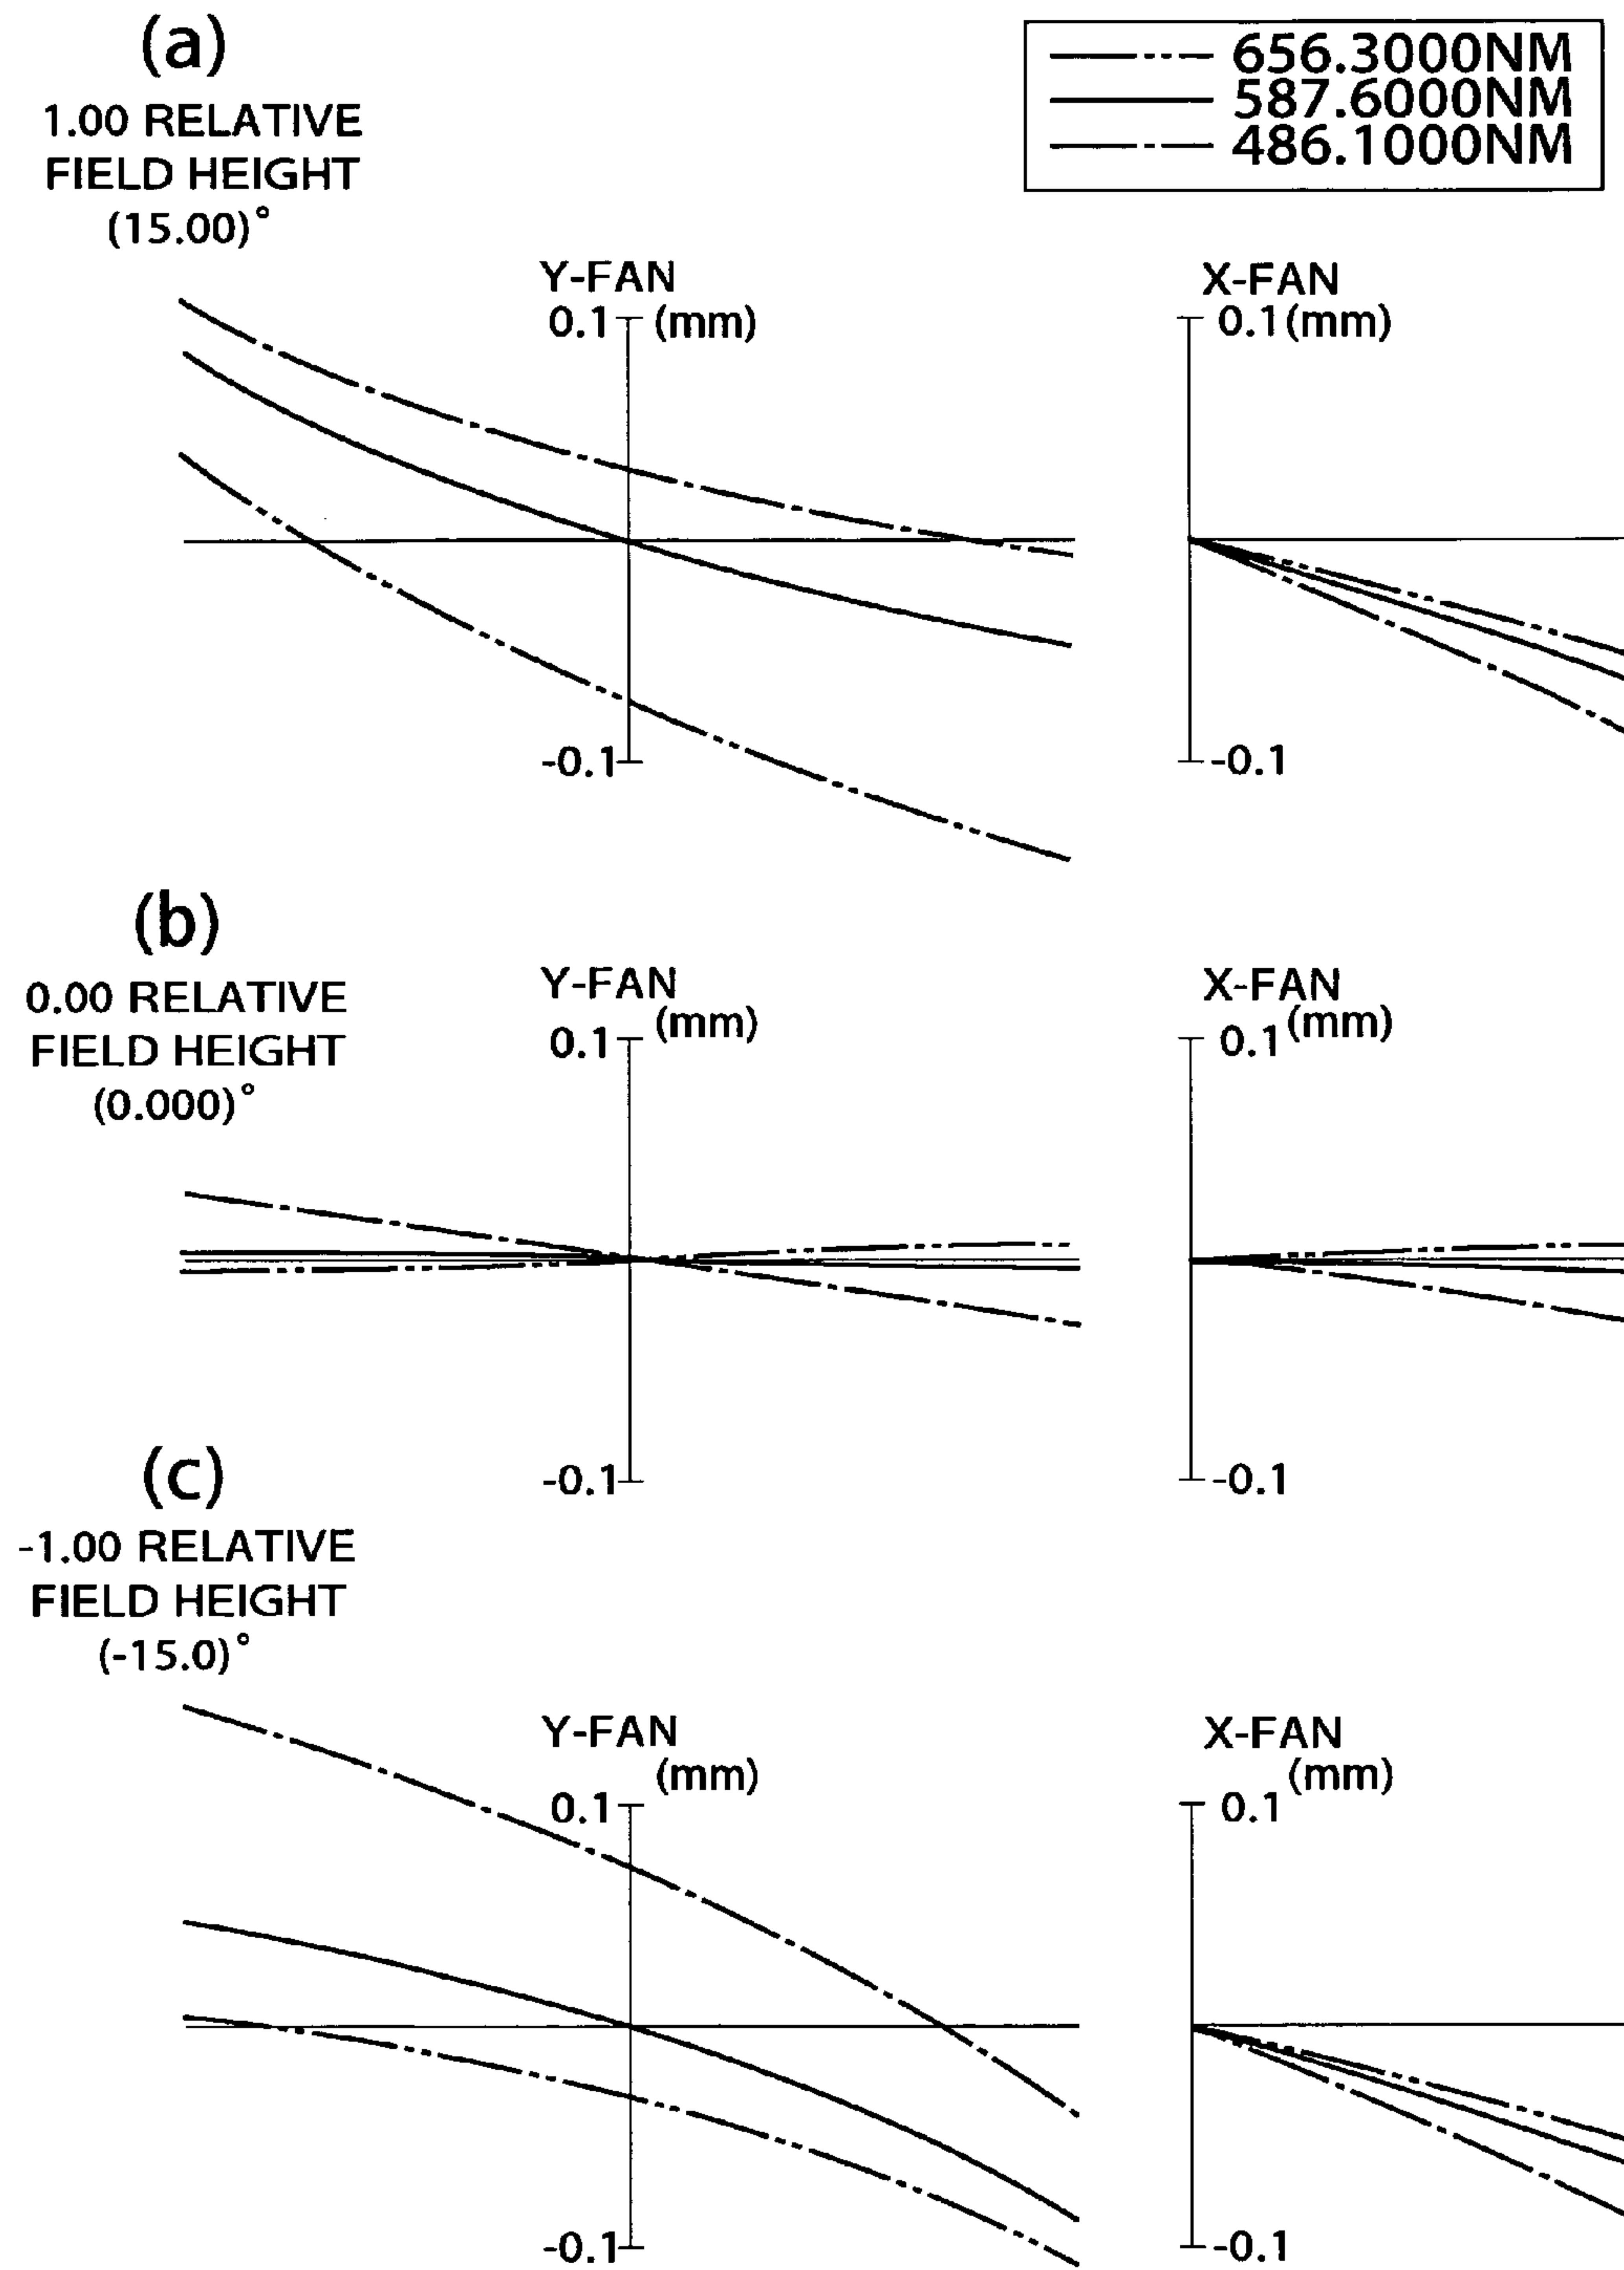 (a)
1.00 RELATIVE
FIELD HEIGHT
(15.00)°
656.3000NM
587.6000NM
486.1000NM
Y-FAN
0.1 (mm)
-0.1
X-FAN
0.1(mm)
-0.1
(b)
0.00 RELATIVE
FIELD HEIGHT
(0.000)°
Y-FAN
0.1 (mm)
-0.1
X-FAN
0.1 (mm)
-0.1
(c)
-1.00 RELATIVE
FIELD HEIGHT
(-15.0)°
Y-FAN
(mm)
0.1
-0.1
X-FAN
(mm)
0.1
-0.1